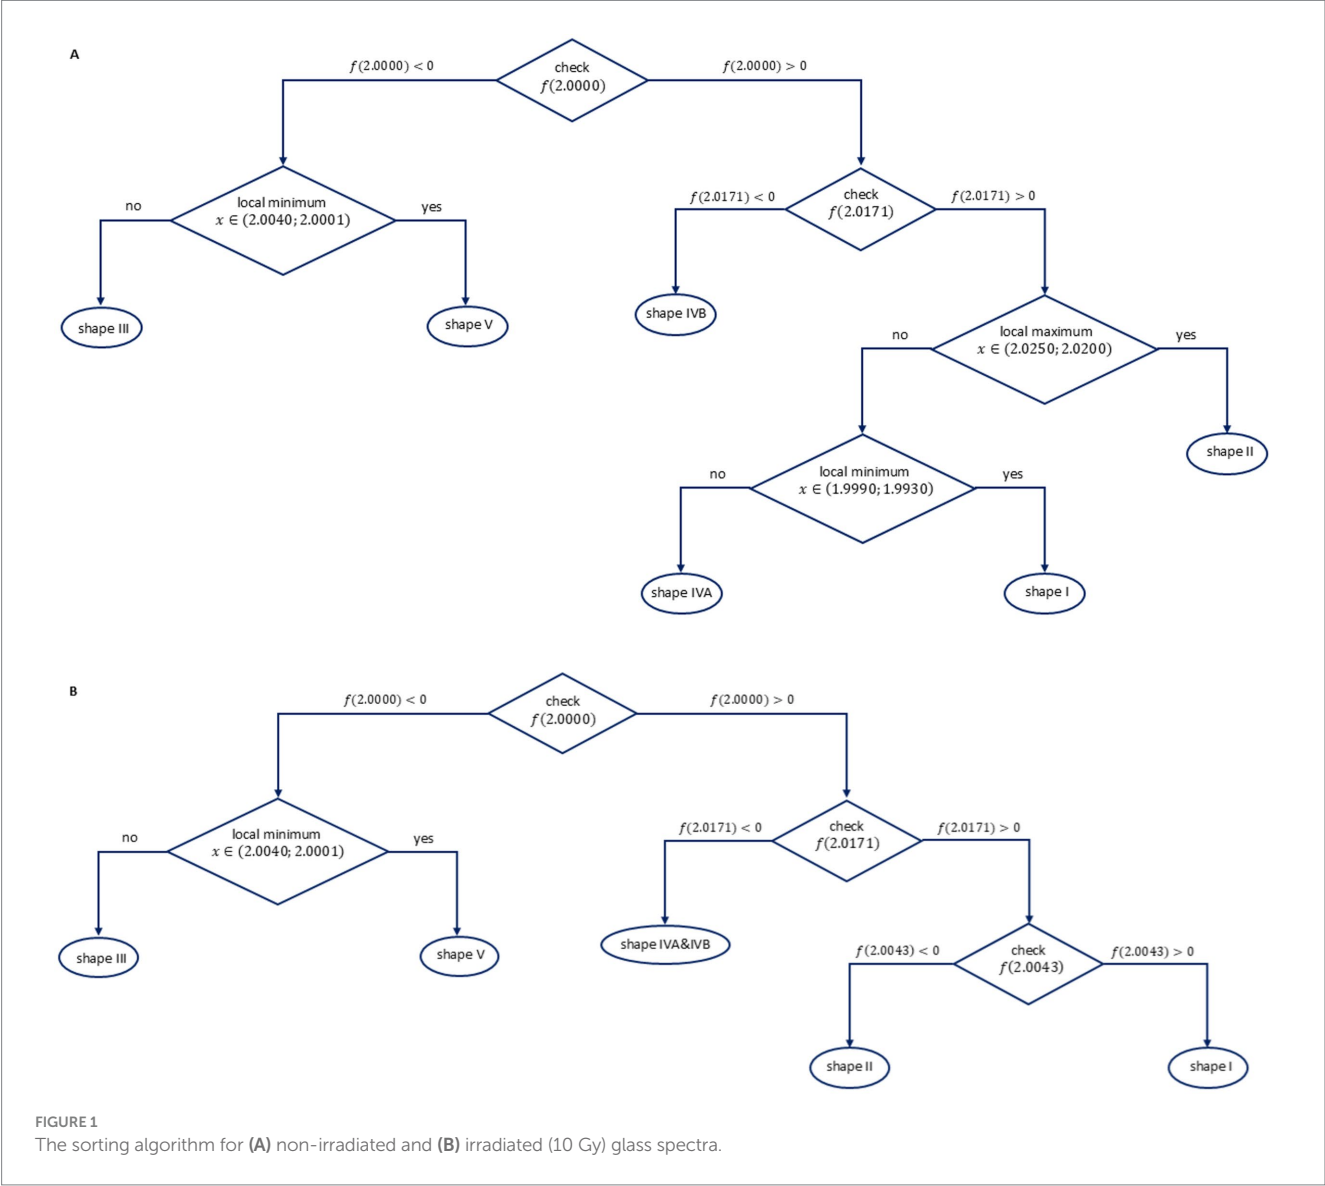 A
f(2.0000) < 0
check
f(2.0000)
f(2.0000) > 0
no
local minimum
x ∈ (2.0040; 2.0001)
yes
f(2.0171) < 0
check
f(2.0171)
f(2.0171) > 0
shape III
shape V
shape IVB
no
local maximum
x ∈ (2.0250; 2.0200)
yes
shape II
no
local minimum
x ∈ (1.9990; 1.9930)
yes
shape IVA
shape I
B
f(2.0000) < 0
check
f(2.0000)
f(2.0000) > 0
no
local minimum
x ∈ (2.0040; 2.0001)
yes
f(2.0171) < 0
check
f(2.0171)
f(2.0171) > 0
shape III
shape V
shape IVA&IVB
f(2.0043) < 0
check
f(2.0043)
f(2.0043) > 0
shape II
shape I
FIGURE 1
The sorting algorithm for (A) non-irradiated and (B) irradiated (10 Gy) glass spectra.